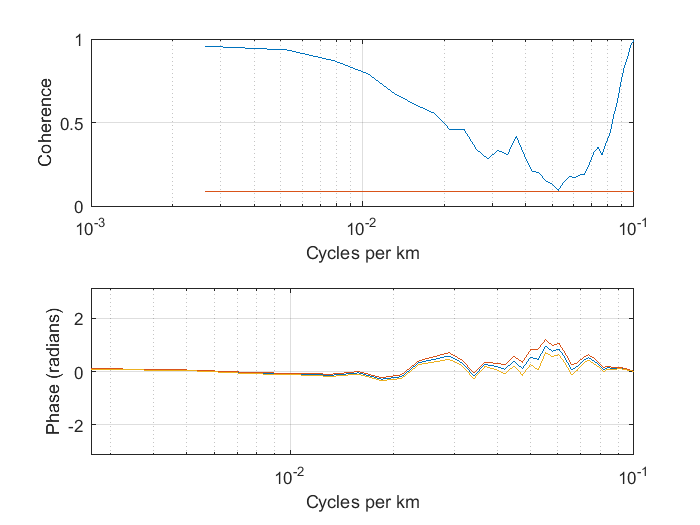 Coherence
1
0.5
0
10^-3
10^-2
10^-1
Cycles per km
Phase (radians)
2
0
-2
10^-2
10^-1
Cycles per km